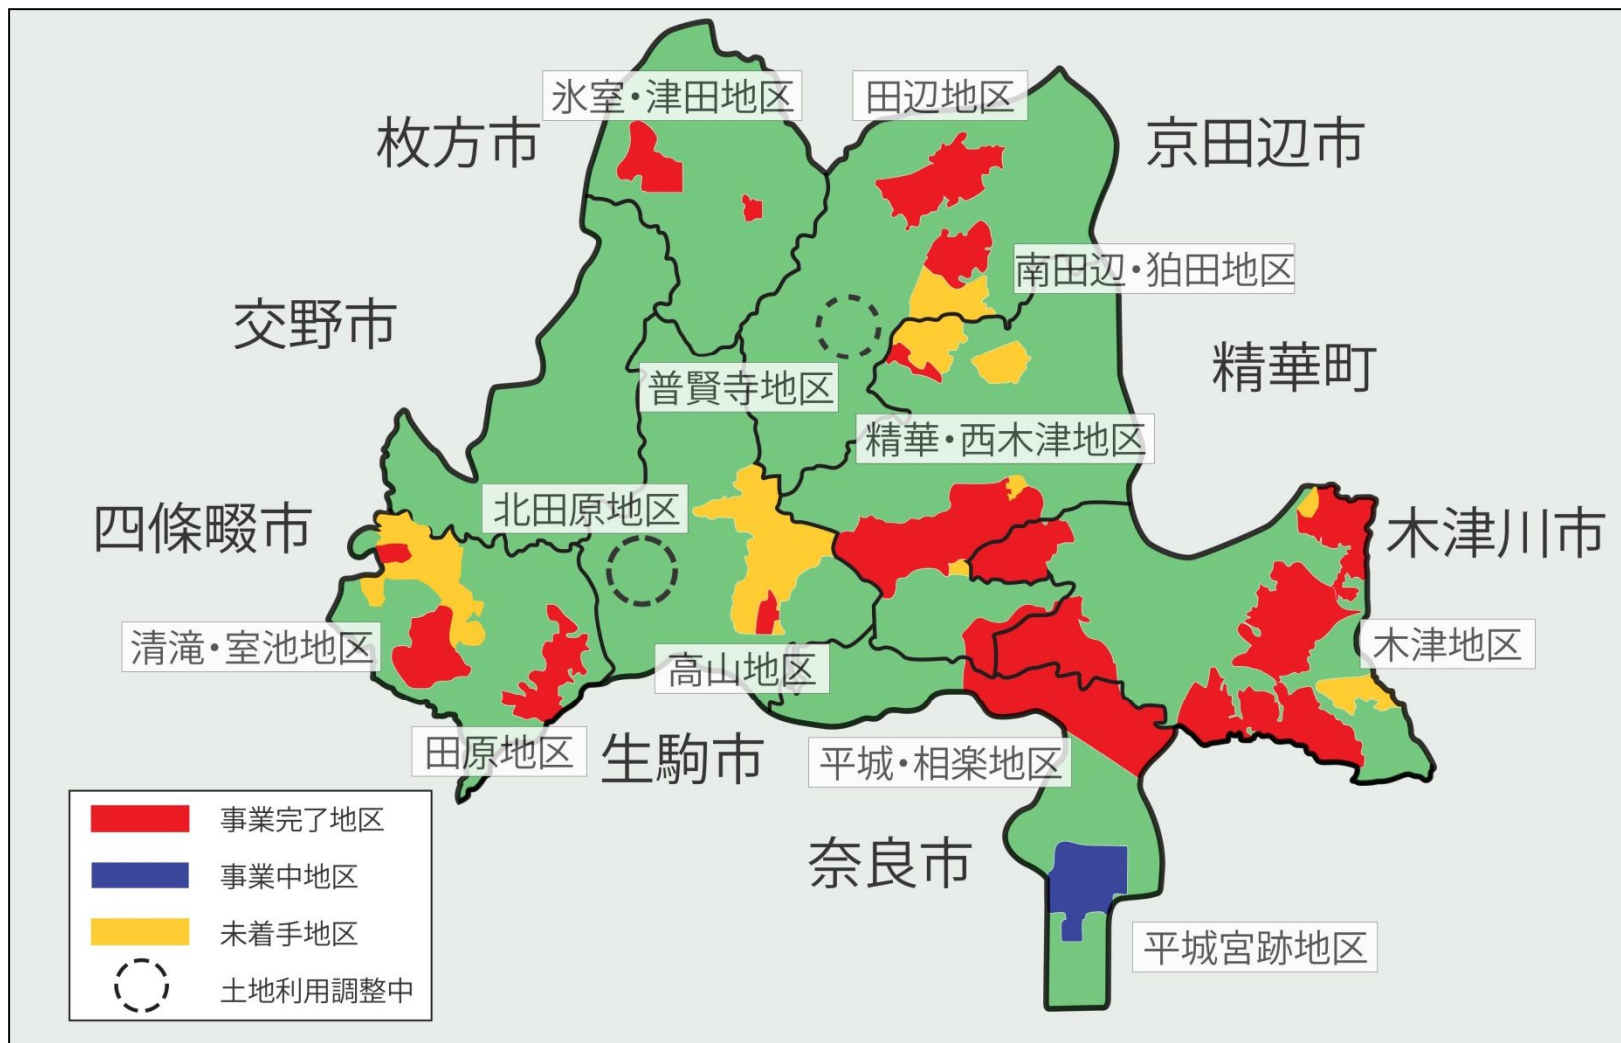 氷室・津田地区
田辺地区
枚方市
京田辺市
南田辺・狛田地区
交野市
精華町
普賢寺地区
精華・西木津地区
北田原地区
四條畷市
木津川市
清滝・室池地区
木津地区
高山地区
田原地区
生駒市
平城・相楽地区
奈良市
平城宮跡地区
事業完了地区
事業中地区
未着手地区
土地利用調整中